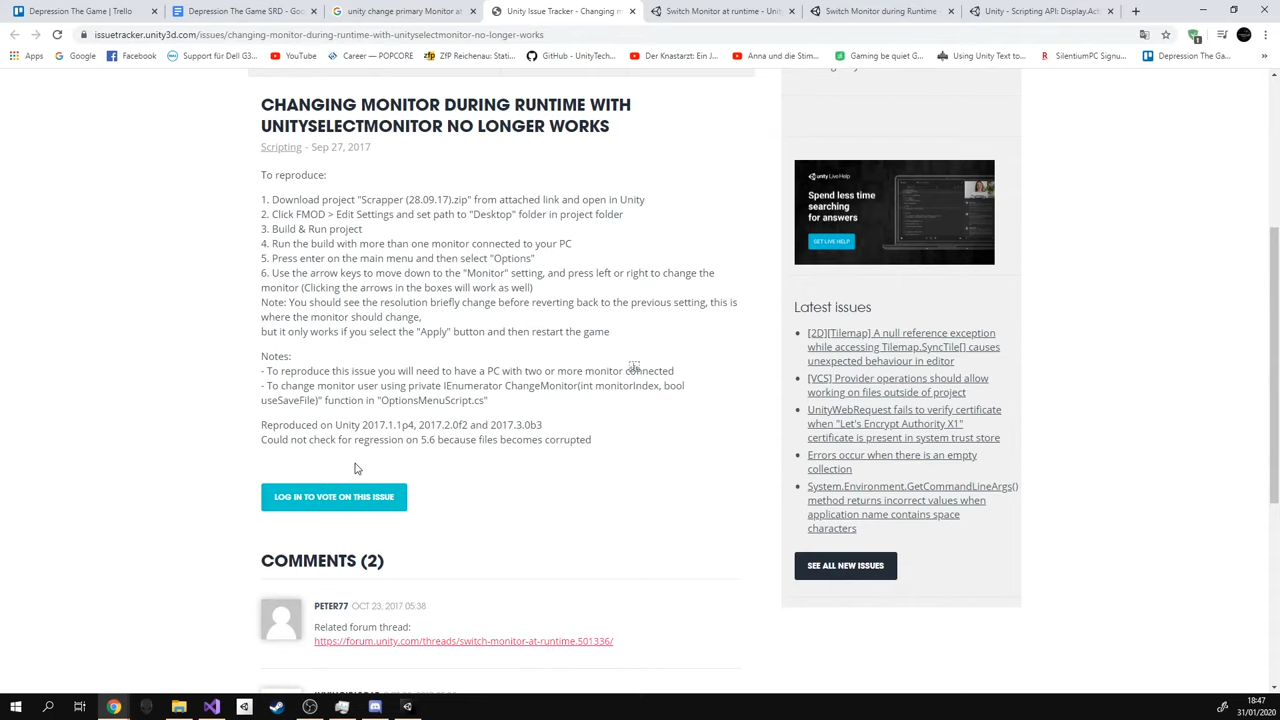 Depression The Game | Trello
Depression The Game SRD - Goo
unity change primary Monitor at
Unity Issue Tracker - Changing m
Switch Monitor at runtime - Unity
Switch Monitor during Runtime -
Unity - Scripting API: Display.Act
issuetracker.unity3d.com/issues/changing-monitor-during-runtime-with-unityselectmonitor-no-longer-works
Apps
Google
Facebook
Support of Dell G3...
YouTube
Career — POPCORE
ZIP Reichenau: Stati...
GitHub - UnityTech...
Der Knastarzt: Ein J...
Anna und die Stim...
Gaming be quiet G...
Using Unity Text to...
SilentiumPC Signu...
Depression The Ga...
CHANGING MONITOR DURING RUNTIME WITH
UNITYSELECTMONITOR NO LONGER WORKS
Scripting - Sep 27, 2017
To reproduce:
1. Download project "Scrapper (28.09.17).zip" from attached link and open in Unity
2. Click FMOD > Edit Settings and set path to "Desktop" folder in project folder
3. Build & Run project
4. Run the build with more than one monitor connected to your PC
5. Press enter on the main menu and then select "Options"
6. Use the arrow keys to move down to the "Monitor" setting, and press left or right to change the
monitor (Clicking the arrows in the boxes will work as well)
Note: You should see the resolution briefly change before reverting back to the previous setting, this is
where the monitor should change,
but it only works if you select the "Apply" button and then restart the game
Notes:
- To reproduce this issue you will need to have a PC with two or more monitor connected
- To change monitor user using private IEnumerator ChangeMonitor(int monitorIndex, bool
useSaveFile)" function in "OptionsMenuScript.cs"
Reproduced on Unity 2017.1.1p4, 2017.2.0f2 and 2017.3.0b3
Could not check for regression on 5.6 because files becomes corrupted
LOG IN TO VOTE ON THIS ISSUE
COMMENTS (2)
PETER77 OCT 23, 2017 05:38
Related forum thread:
https://forum.unity.com/threads/switch-monitor-at-runtime.501336/
unity Live Help
Spend less time
searching
for answers
GET LIVE HELP
Latest issues
[2D][Tilemap] A null reference exception
while accessing Tilemap.SyncTile[] causes
unexpected behaviour in editor
[VCS] Provider operations should allow
working on files outside of project
UnityWebRequest fails to verify certificate
when "Let's Encrypt Authority X1"
certificate is present in system trust store
Errors occur when there is an empty
collection
System.Environment.GetCommandLineArgs()
method returns incorrect values when
application name contains space
characters
SEE ALL NEW ISSUES
18:47
31/01/2020